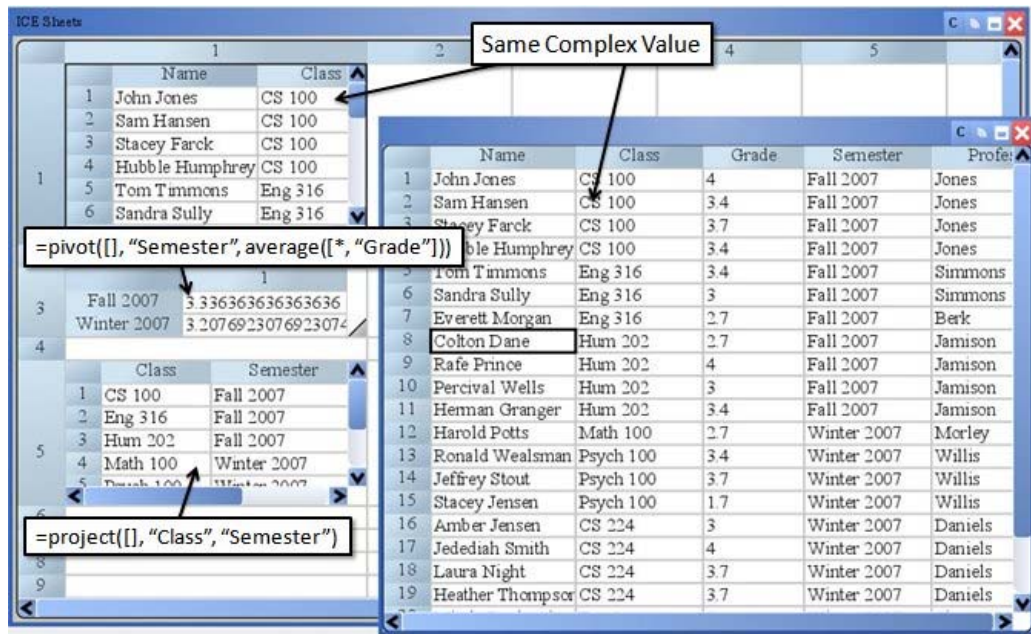 ICE Sheets
C
1 2 4 5
Same Complex Value
Name Class
1 John Jones CS 100
2 Sam Hansen CS 100
3 Stacey Farck CS 100
4 Hubble Humphrey CS 100
5 Tom Timmons Eng 316
6 Sandra Sully Eng 316
1
=pivot([], “Semester”, average([*, “Grade”]))
1
Fall 2007 3.336363636363636
Winter 2007 3.2076923076923074
3
4
Class Semester
1 CS 100 Fall 2007
2 Eng 316 Fall 2007
3 Hum 202 Fall 2007
4 Math 100 Winter 2007
5
=project([], “Class”, “Semester”)
8
9
C
Name Class Grade Semester Profes
1 John Jones CS 100 4 Fall 2007 Jones
2 Sam Hansen CS 100 3.4 Fall 2007 Jones
3 Stacey Farck CS 100 3.7 Fall 2007 Jones
Humphrey CS 100 3.4 Fall 2007 Jones
5 Tom Timmons Eng 316 3.4 Fall 2007 Simmons
6 Sandra Sully Eng 316 3 Fall 2007 Simmons
7 Everett Morgan Eng 316 2.7 Fall 2007 Berk
8 Colton Dane Hum 202 2.7 Fall 2007 Jamison
9 Rafe Prince Hum 202 4 Fall 2007 Jamison
10 Percival Wells Hum 202 3 Fall 2007 Jamison
11 Herman Granger Hum 202 3.4 Fall 2007 Jamison
12 Harold Potts Math 100 2.7 Winter 2007 Morley
13 Ronald Wealsman Psych 100 3.4 Winter 2007 Willis
14 Jeffrey Stout Psych 100 3.7 Winter 2007 Willis
15 Stacey Jensen Psych 100 1.7 Winter 2007 Willis
16 Amber Jensen CS 224 3 Winter 2007 Daniels
17 Jedediah Smith CS 224 4 Winter 2007 Daniels
18 Laura Night CS 224 3.7 Winter 2007 Daniels
19 Heather Thompsor CS 224 3.7 Winter 2007 Daniels